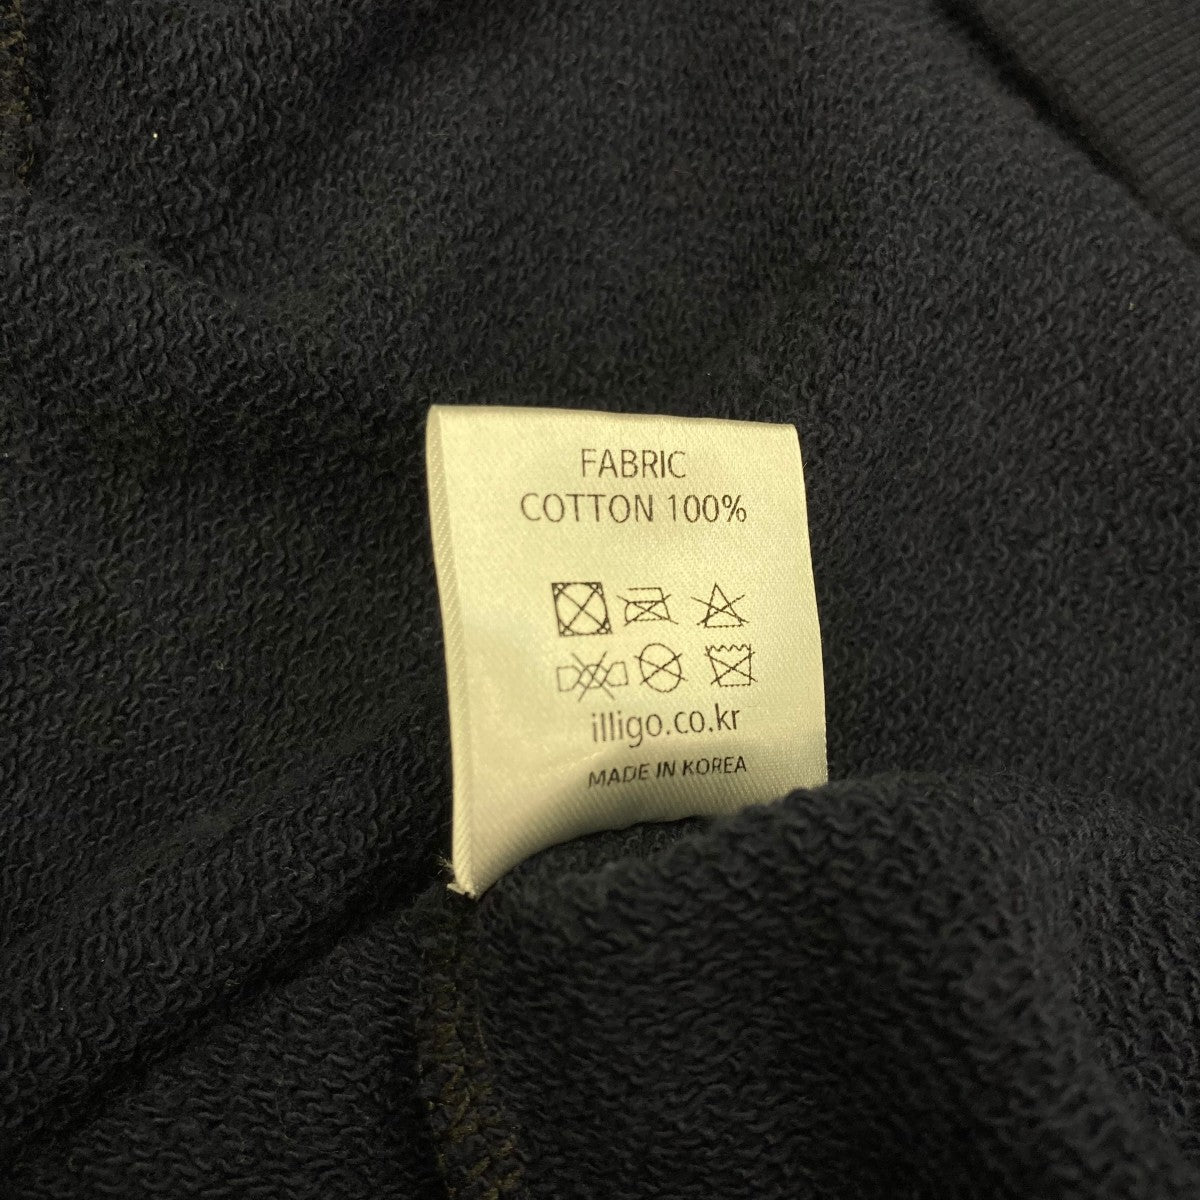 FABRIC
COTTON 100%
illigo.co.kr
MADE IN KOREA